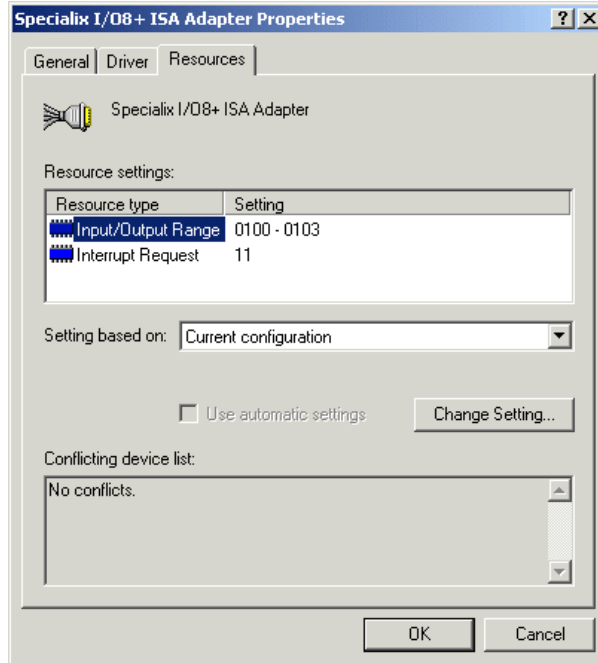 Specialix I/O8+ ISA Adapter Properties
General Driver Resources
Specialix I/O8+ ISA Adapter
Resource settings:
Resource type Setting
Input/Output Range 0100 - 0103
Interrupt Request 11
Setting based on: Current configuration
Use automatic settings Change Setting...
Conflicting device list:
No conflicts.
OK Cancel